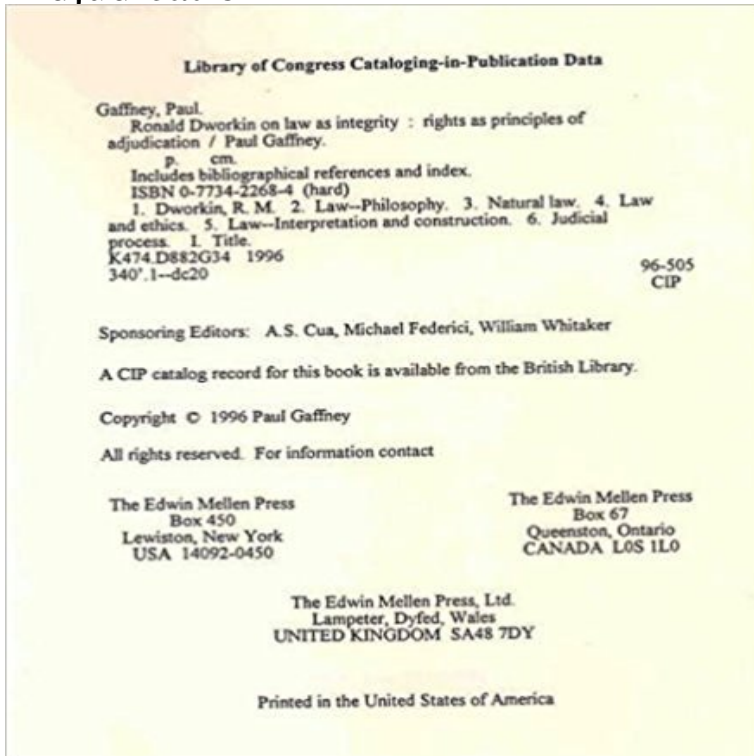 Library of Congress Cataloging-in-Publication Data
Gaffney, Paul.
Ronald Dworkin on law as integrity : rights as principles of
adjudication / Paul Gaffney.
p. cm.
Includes bibliographical references and index.
ISBN 0-7734-2268-4 (hard)
1. Dworkin, R. M. 2. Law--Philosophy. 3. Natural law. 4. Law
and ethics. 5. Law--Interpretation and construction. 6. Judicial
process. I. Title.
K474.D882G34 1996
340'.1--dc20
96-505
CIP
Sponsoring Editors: A.S. Cua, Michael Federici, William Whitaker
A CIP catalog record for this book is available from the British Library.
Copyright © 1996 Paul Gaffney
All rights reserved. For information contact
The Edwin Mellen Press
Box 450
Lewiston, New York
USA 14092-0450
The Edwin Mellen Press
Box 67
Queenston, Ontario
CANADA L0S 1L0
The Edwin Mellen Press, Ltd.
Lampeter, Dyfed, Wales
UNITED KINGDOM SA48 7DY
Printed in the United States of America